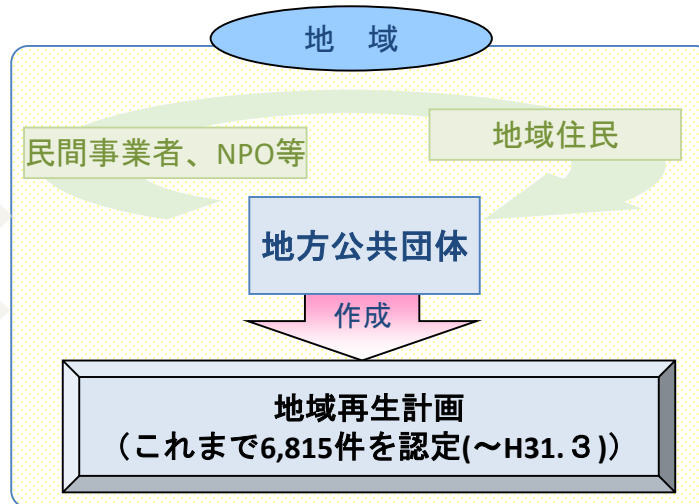 地　域
地域住民
民間事業者、NPO等
地方公共団体
作成
地域再生計画
（これまで6,815件を認定(～H31.３)）